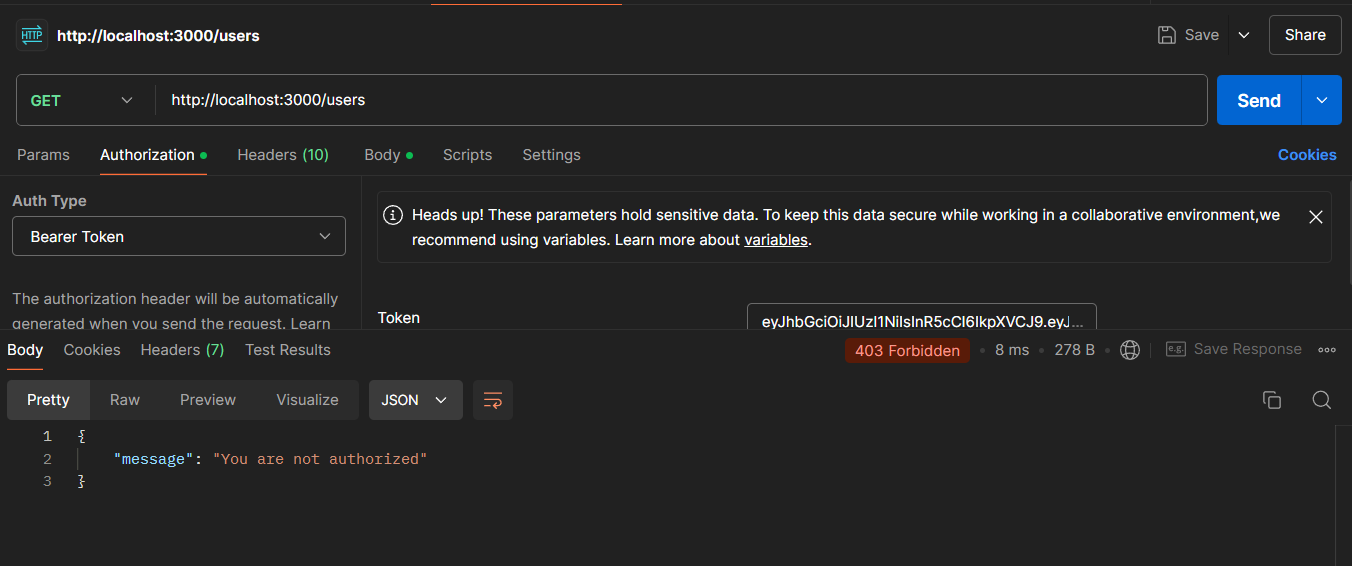 HTTP http://localhost:3000/users Save Share
GET http://localhost:3000/users Send
Params Authorization Headers (10) Body Scripts Settings Cookies
Auth Type
Bearer Token
Heads up! These parameters hold sensitive data. To keep this data secure while working in a collaborative environment,we
recommend using variables. Learn more about variables.
The authorization header will be automatically
generated when you send the request. Learn
Token eyJhbGciOiJIUzI1NiIsInR5cCI6IkpXVCJ9.eyJ...
Body Cookies Headers (7) Test Results 403 Forbidden 8 ms 278 B e.g. Save Response
Pretty Raw Preview Visualize JSON
1 {
2 "message": "You are not authorized"
3 }